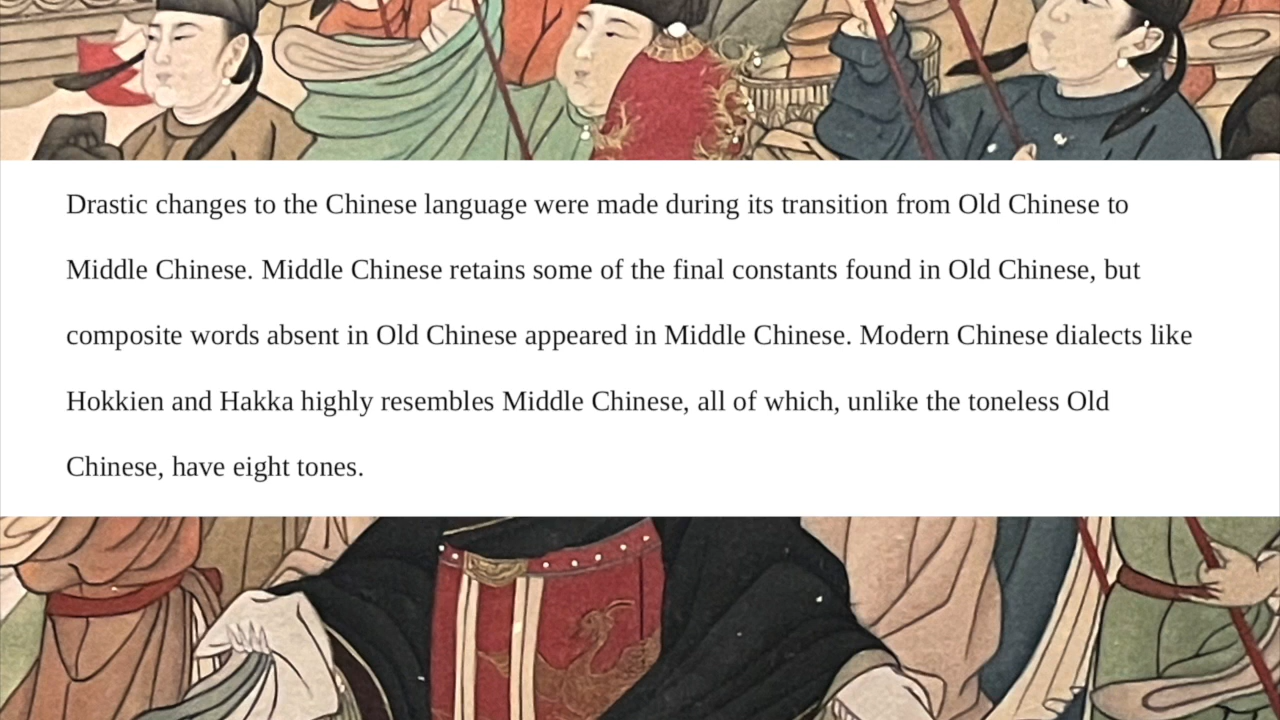 Drastic changes to the Chinese language were made during its transition from Old Chinese to
Middle Chinese. Middle Chinese retains some of the final constants found in Old Chinese, but
composite words absent in Old Chinese appeared in Middle Chinese. Modern Chinese dialects like
Hokkien and Hakka highly resembles Middle Chinese, all of which, unlike the toneless Old
Chinese, have eight tones.